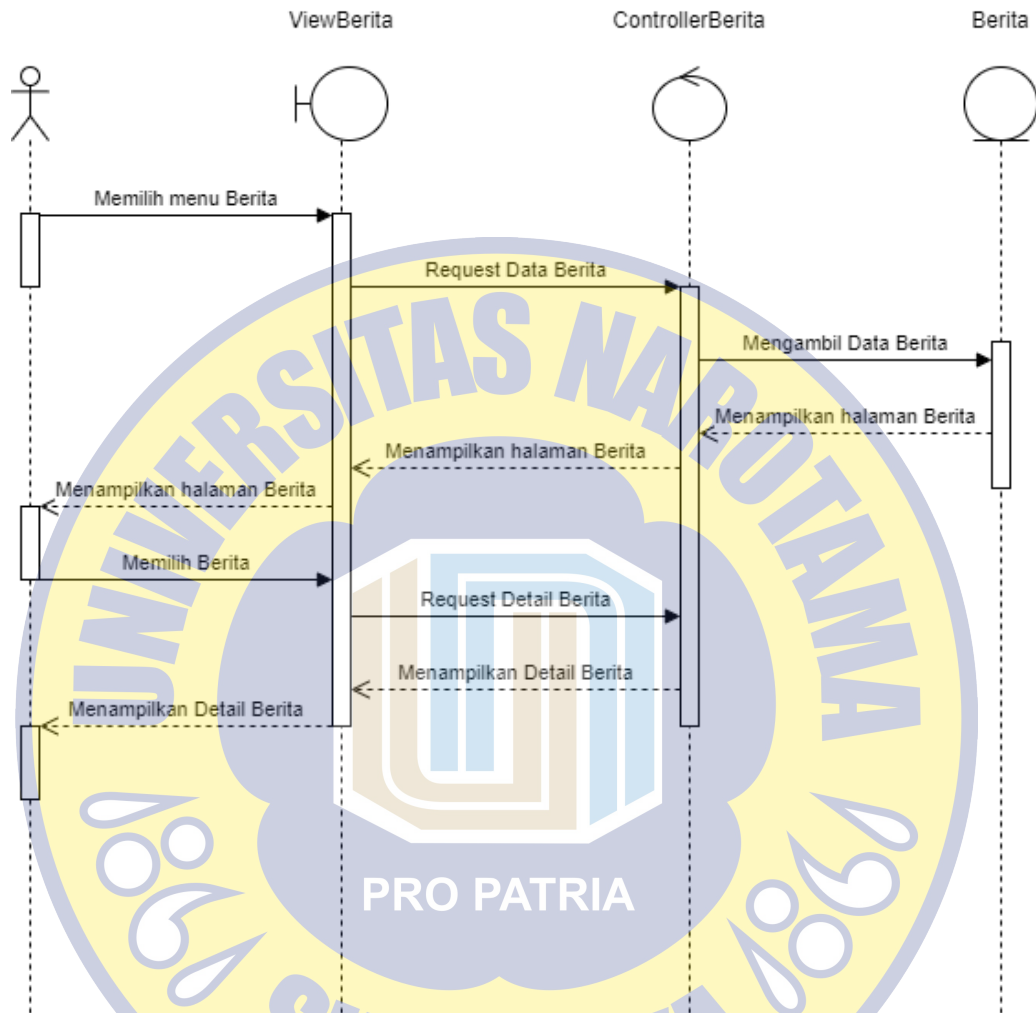 ViewBerita
ControllerBerita
Berita
Memilih menu Berita
Request Data Berita
Mengambil Data Berita
Menampilkan halaman Berita
Menampilkan halaman Berita
Menampilkan halaman Berita
Memilih Berita
Request Detail Berita
Menampilkan Detail Berita
Menampilkan Detail Berita
UNIVERSITAS NAROTAMA
PRO PATRIA